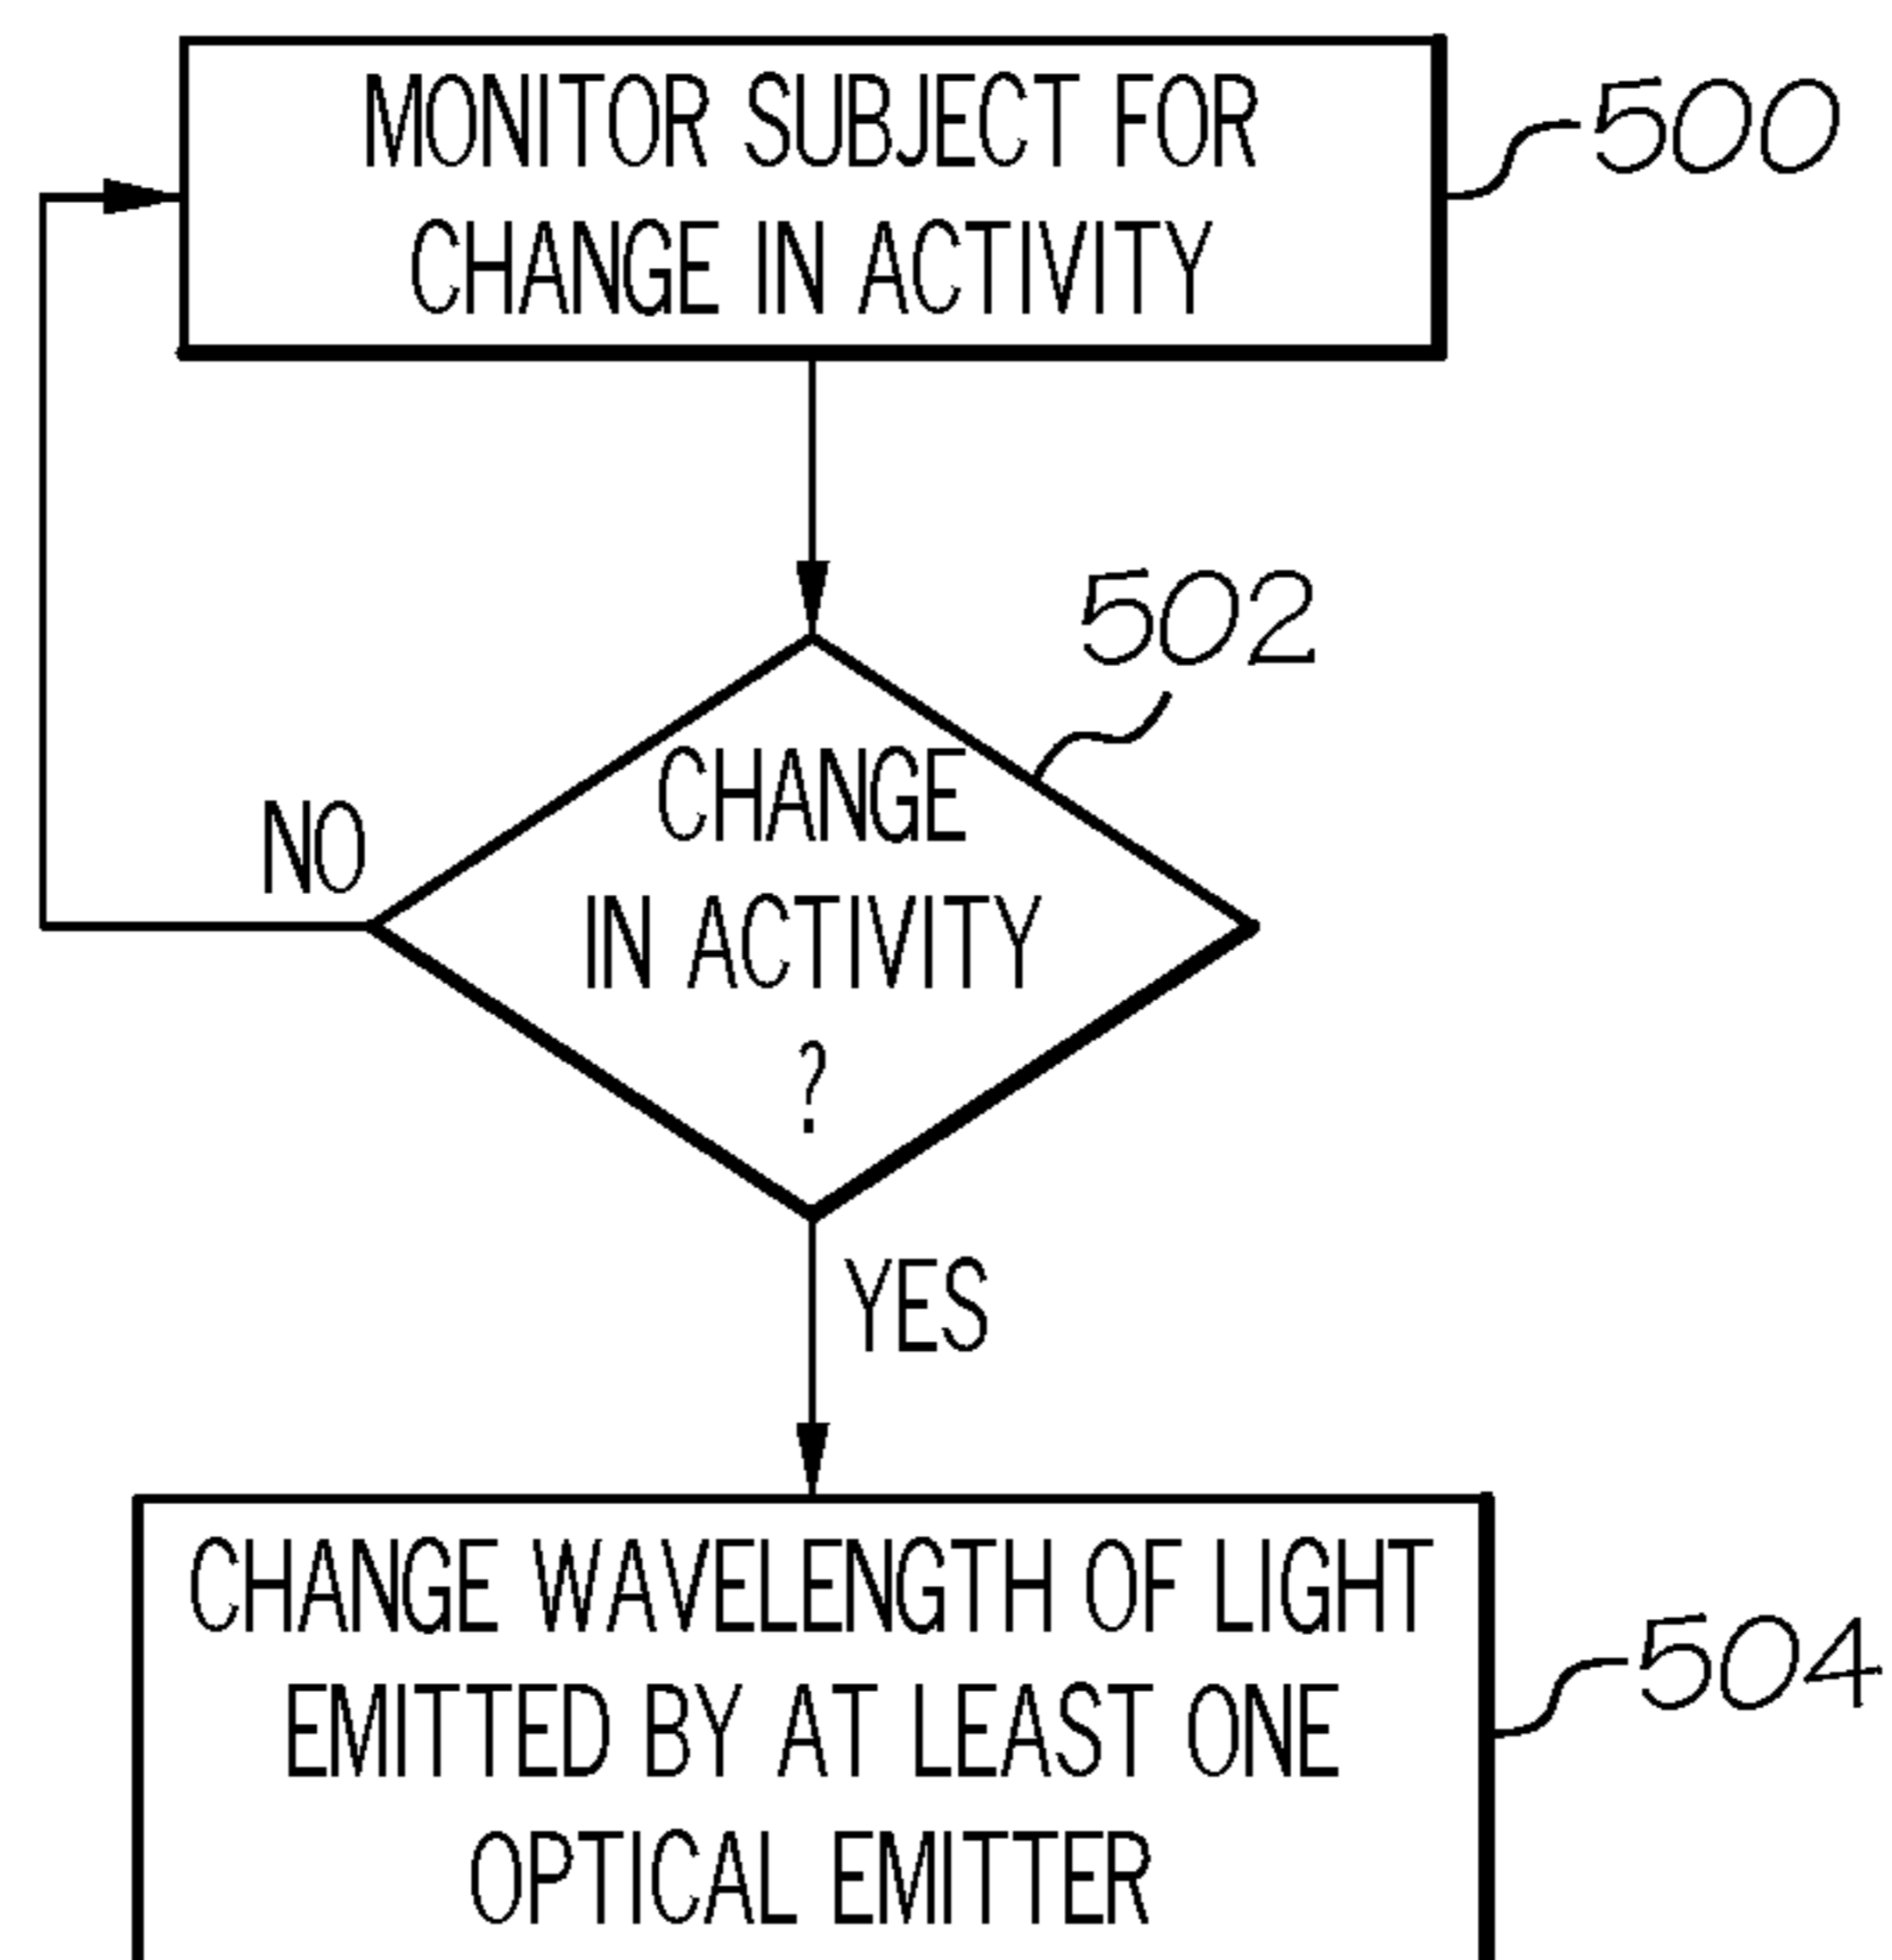 MONITOR SUBJECT FOR
CHANGE IN ACTIVITY
500
502
CHANGE
IN ACTIVITY
?
NO
YES
CHANGE WAVELENGTH OF LIGHT
EMITTED BY AT LEAST ONE
OPTICAL EMITTER
504